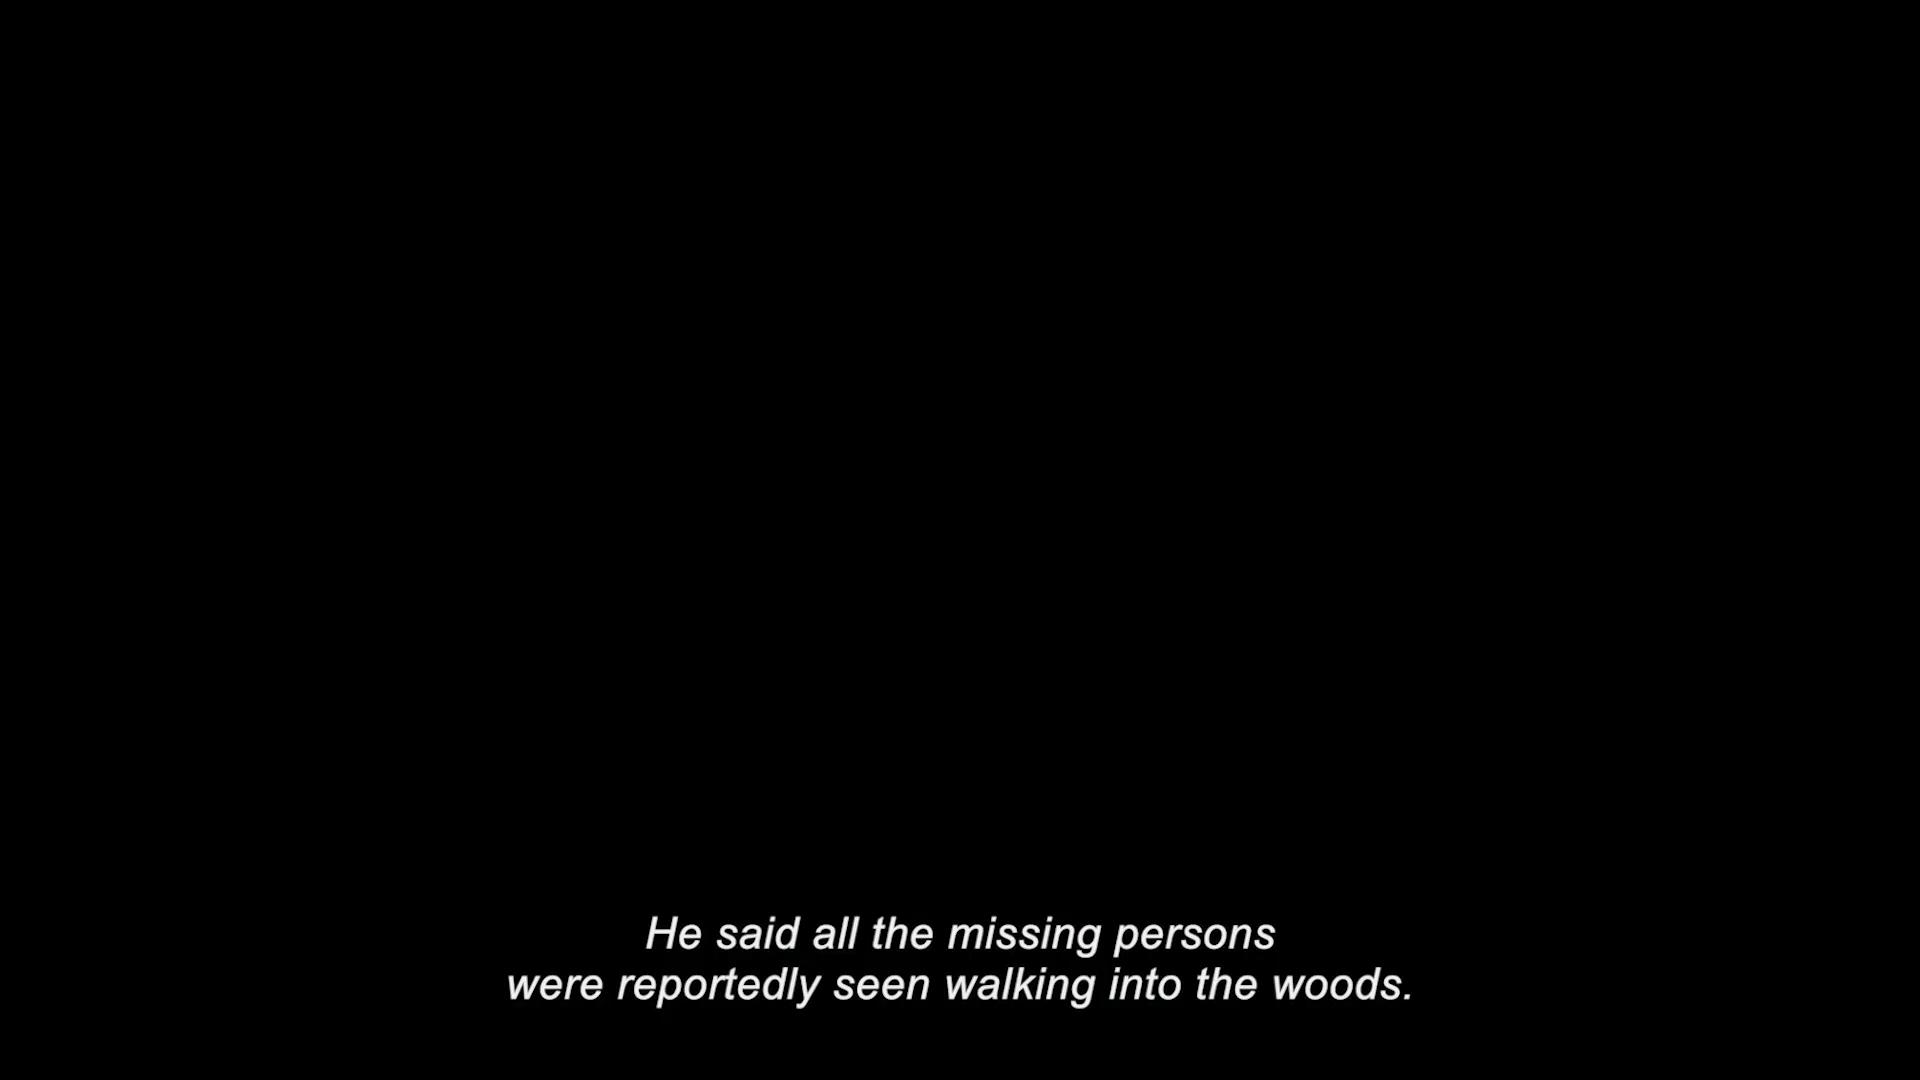 He said all the missing persons
were reportedly seen walking into the woods.